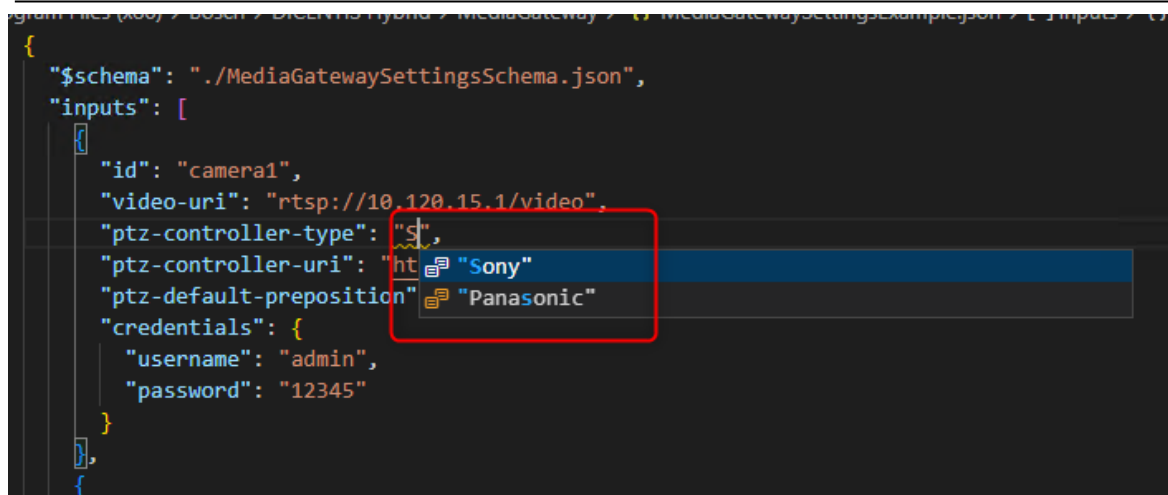 {
"$schema": "./MediaGatewaySettingsSchema.json",
"inputs": [
{
"id": "camera1",
"video-uri": "rtsp://10.120.15.1/video",
"ptz-controller-type": "S",
"ptz-controller-uri": "ht
"Sony"
"ptz-default-preposition"
"Panasonic"
"credentials": {
"username": "admin",
"password": "12345"
}
},
{